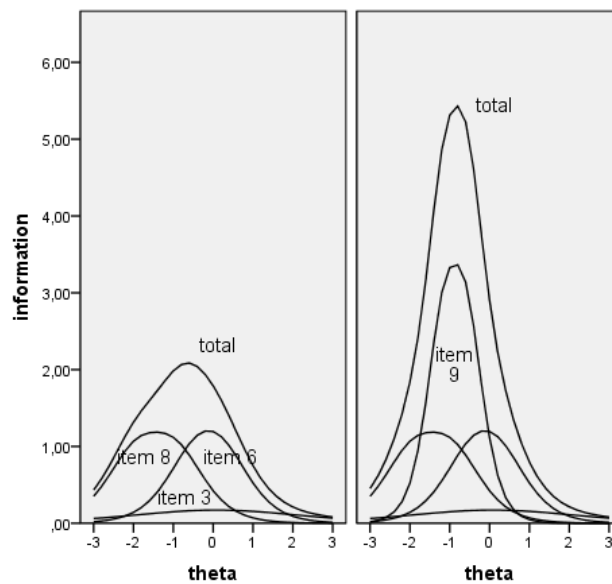 6,00
5,00
4,00
3,00
2,00
1,00
,00
information
total
item 8
item 6
item 3
-3 -2 -1 0 1 2 3
theta
total
item
9
-3 -2 -1 0 1 2 3
theta